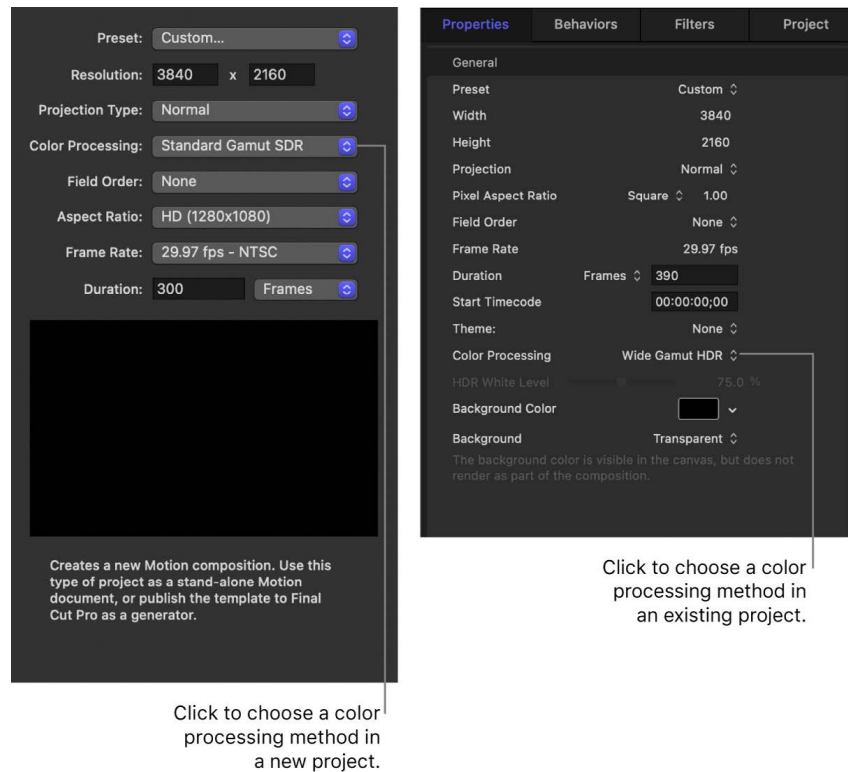 Preset: Custom...
Resolution: 3840 x 2160
Projection Type: Normal
Color Processing: Standard Gamut SDR
Field Order: None
Aspect Ratio: HD (1280x1080)
Frame Rate: 29.97 fps - NTSC
Duration: 300 Frames
Creates a new Motion composition. Use this
type of project as a stand-alone Motion
document, or publish the template to Final
Cut Pro as a generator.
Click to choose a color
processing method in
a new project.
Properties Behaviors Filters Project
General
Preset Custom
Width 3840
Height 2160
Projection Normal
Pixel Aspect Ratio Square 1.00
Field Order None
Frame Rate 29.97 fps
Duration Frames 390
Start Timecode 00:00:00;00
Theme: None
Color Processing Wide Gamut HDR
HDR White Level 75.0 %
Background Color
Background Transparent
The background color is visible in the canvas, but does not
render as part of the composition.
Click to choose a color
processing method in
an existing project.